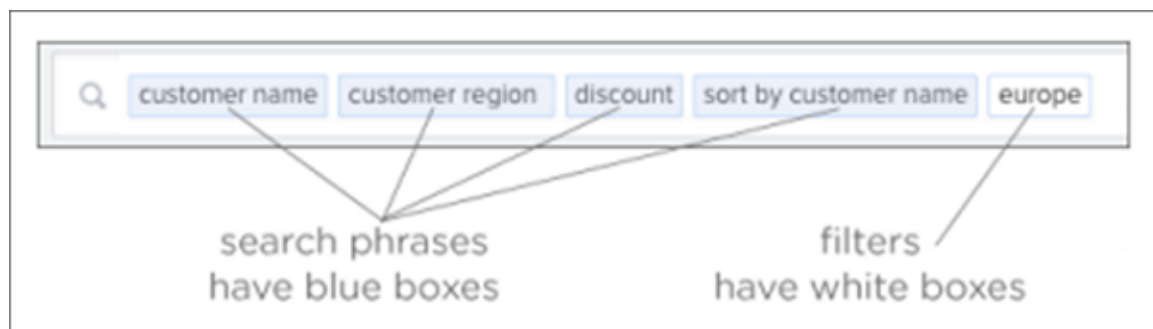 customer name customer region discount sort by customer name europe
search phrases
have blue boxes
filters
have white boxes